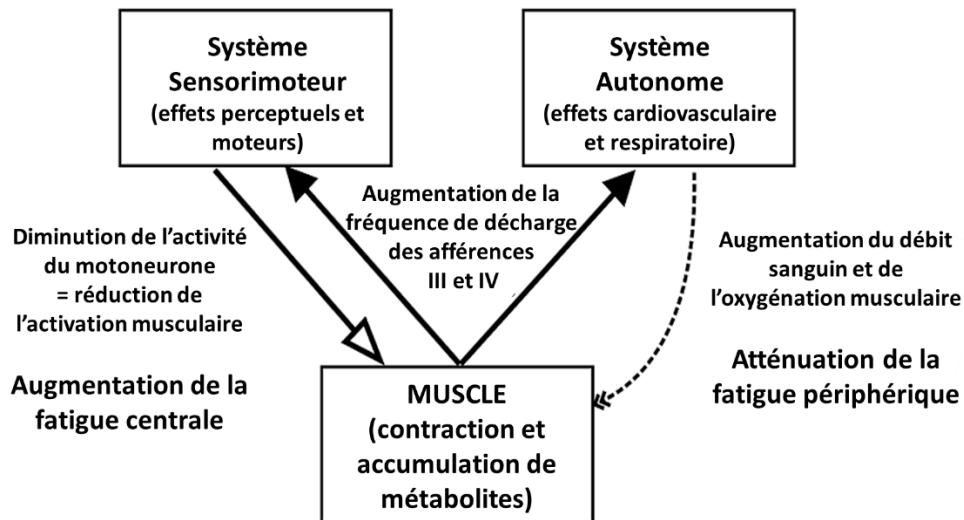 Système
Sensorimoteur
(effets perceptuels et
moteurs)
Système
Autonome
(effets cardiovasculaire
et respiratoire)
Augmentation de la
fréquence de décharge
des afférences
III et IV
Diminution de l’activité
du motoneurone
= réduction de
l’activation musculaire
Augmentation de la
fatigue centrale
Augmentation du débit
sanguin et de
l’oxygénation musculaire
Atténuation de la
fatigue périphérique
MUSCLE
(contraction et
accumulation de
métabolites)